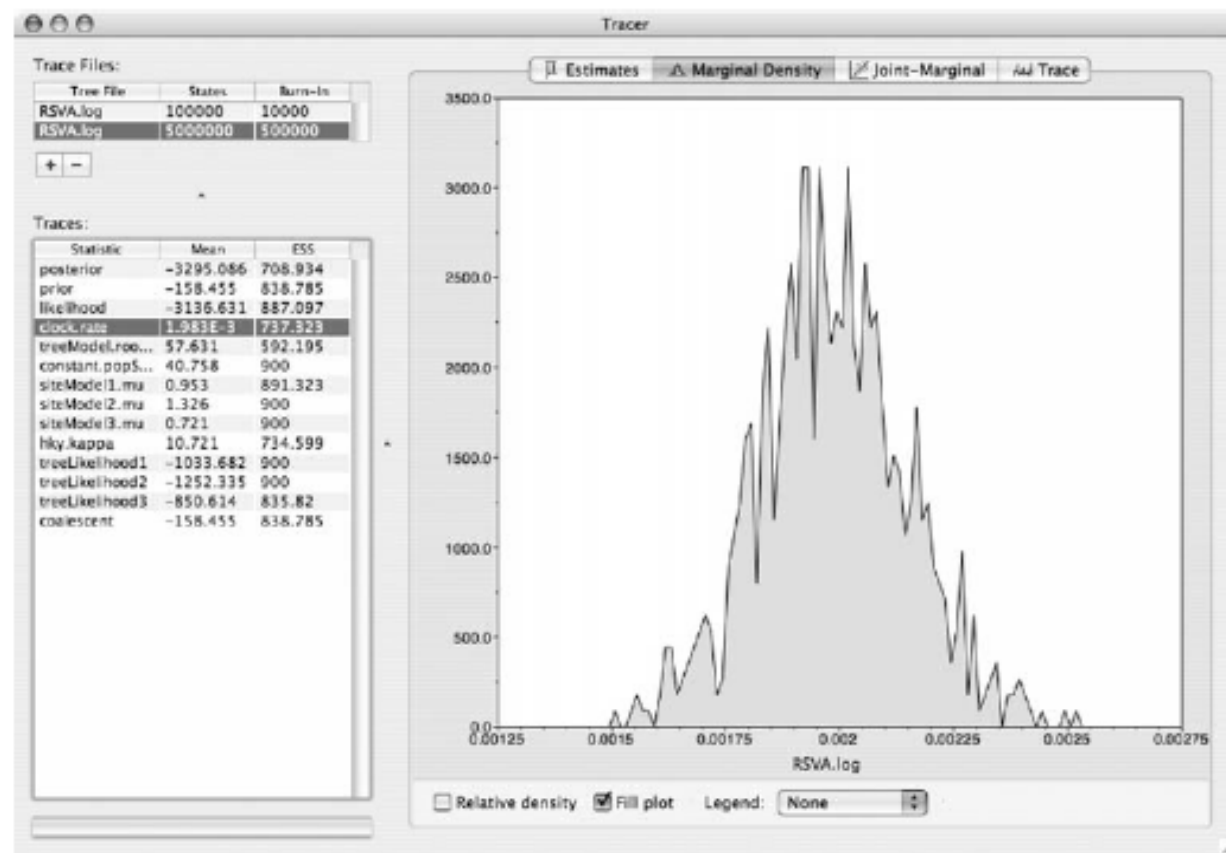 Tracer
Trace Files:
Tree File States Burn-In
RSVA.log 100000 10000
RSVA.log 5000000 500000
+ −
Traces:
Statistic Mean ESS
posterior -3295.086 708.934
prior -158.455 838.785
likelihood -3136.631 887.097
clock.rate 1.983E-3 737.323
treeModel.roo... 57.631 592.195
constant.popS... 40.758 900
siteModel1.mu 0.953 891.323
siteModel2.mu 1.326 900
siteModel3.mu 0.721 900
hky.kappa 10.721 734.599
treeLikelihood1 -1033.682 900
treeLikelihood2 -1252.335 900
treeLikelihood3 -850.614 835.82
coalescent -158.455 838.785
Estimates Marginal Density Joint-Marginal Trace
3500.0
3000.0
2500.0
2000.0
1500.0
1000.0
500.0
0.0
0.00125 0.0015 0.00175 0.002 0.00225 0.0025 0.00275
RSVA.log
Relative density Fill plot Legend: None